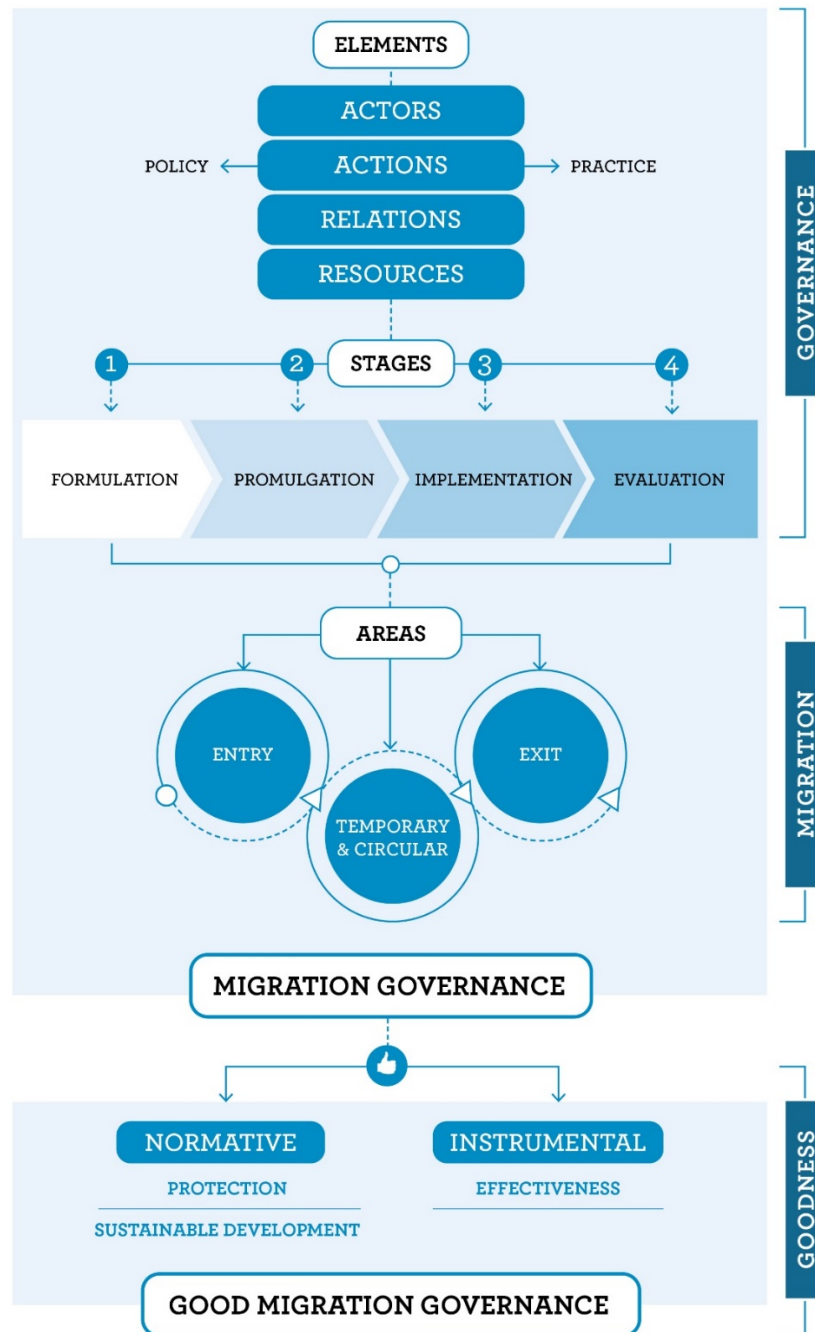 ELEMENTS
ACTORS
POLICY
ACTIONS
PRACTICE
RELATIONS
RESOURCES
GOVERNANCE
STAGES
1
2
3
4
FORMULATION
PROMULGATION
IMPLEMENTATION
EVALUATION
AREAS
MIGRATION
ENTRY
TEMPORARY
& CIRCULAR
EXIT
MIGRATION GOVERNANCE
NORMATIVE
PROTECTION
SUSTAINABLE DEVELOPMENT
INSTRUMENTAL
EFFECTIVENESS
GOODNESS
GOOD MIGRATION GOVERNANCE